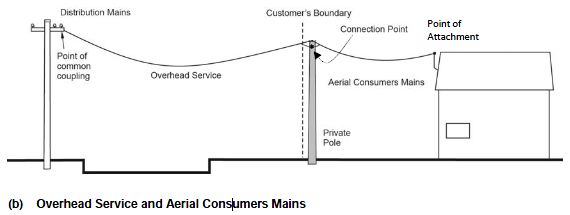 Distribution Mains
Customer's Boundary
Connection Point
Point of
Attachment
Point of
common
coupling
Overhead Service
Aerial Consumers Mains
Private
Pole
(b) Overhead Service and Aerial Consumers Mains